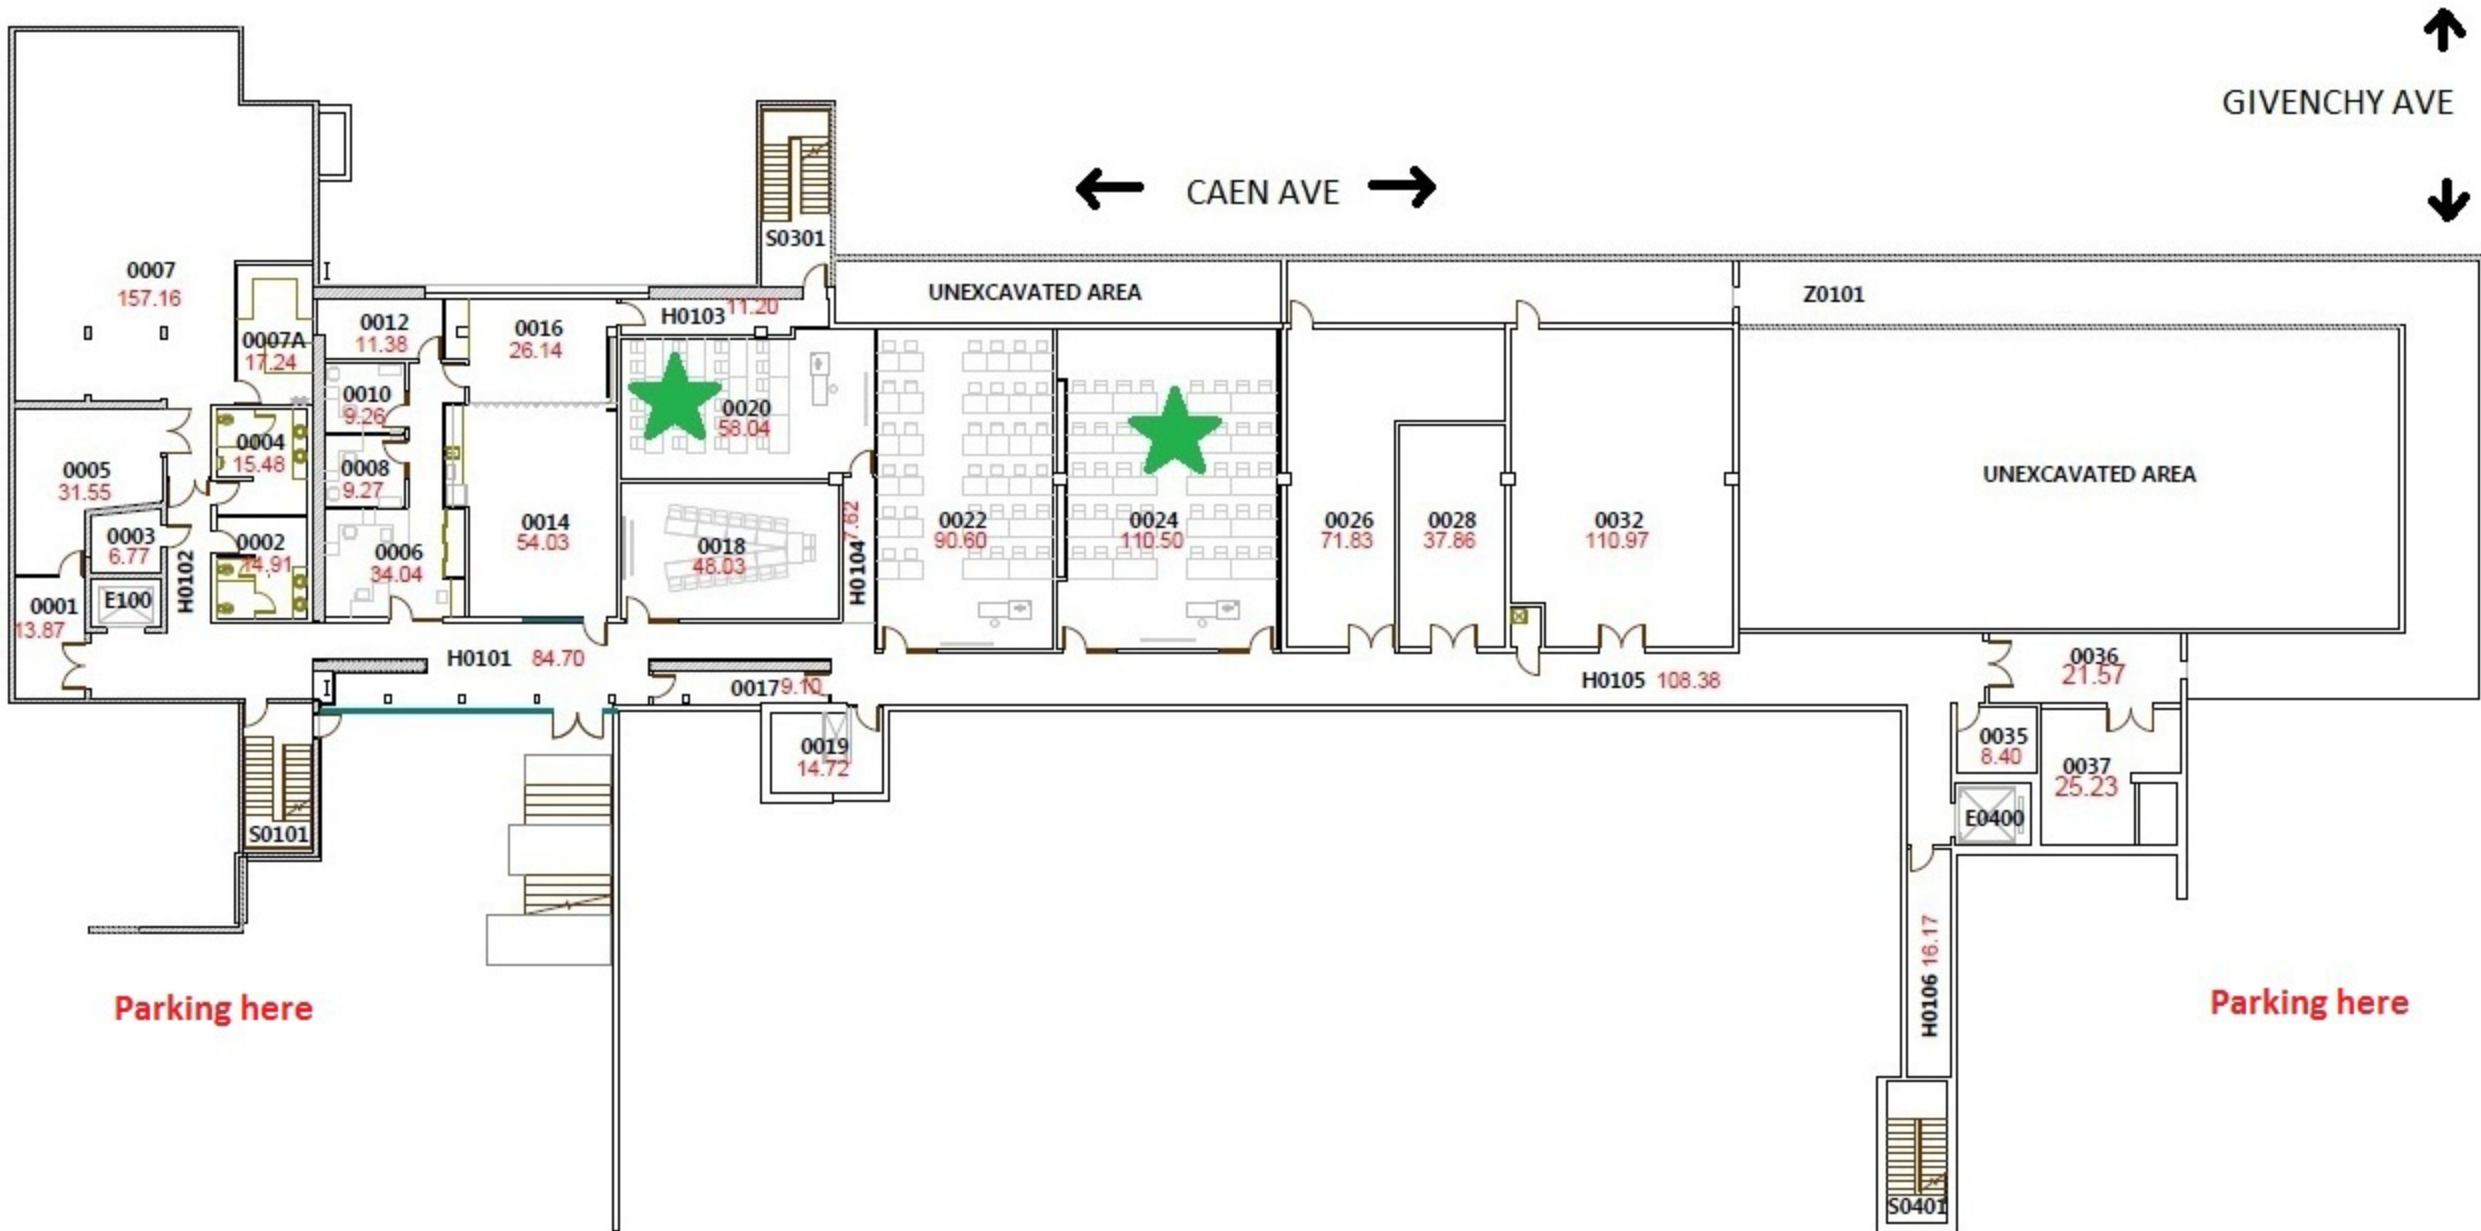 GIVENCHY AVE
CAEN AVE
S0301
0007
157.16
UNEXCAVATED AREA
Z0101
H0103 11.20
0012
11.38
0016
26.14
0007A
17.24
0010
9.26
0020
58.04
0004
15.48
0005
31.55
0008
9.27
UNEXCAVATED AREA
0003
6.77
0002
14.91
0006
34.04
0014
54.03
0018
48.03
H0104 7.62
0022
90.60
0024
110.50
0026
71.83
0028
37.86
0032
110.97
0001
13.87
E100
H0102
H0101 84.70
I
I
0017 9.10
H0105 108.38
0036
21.57
0019
14.72
0035
8.40
0037
25.23
S0101
E0400
H0106 16.17
Parking here
Parking here
S0401